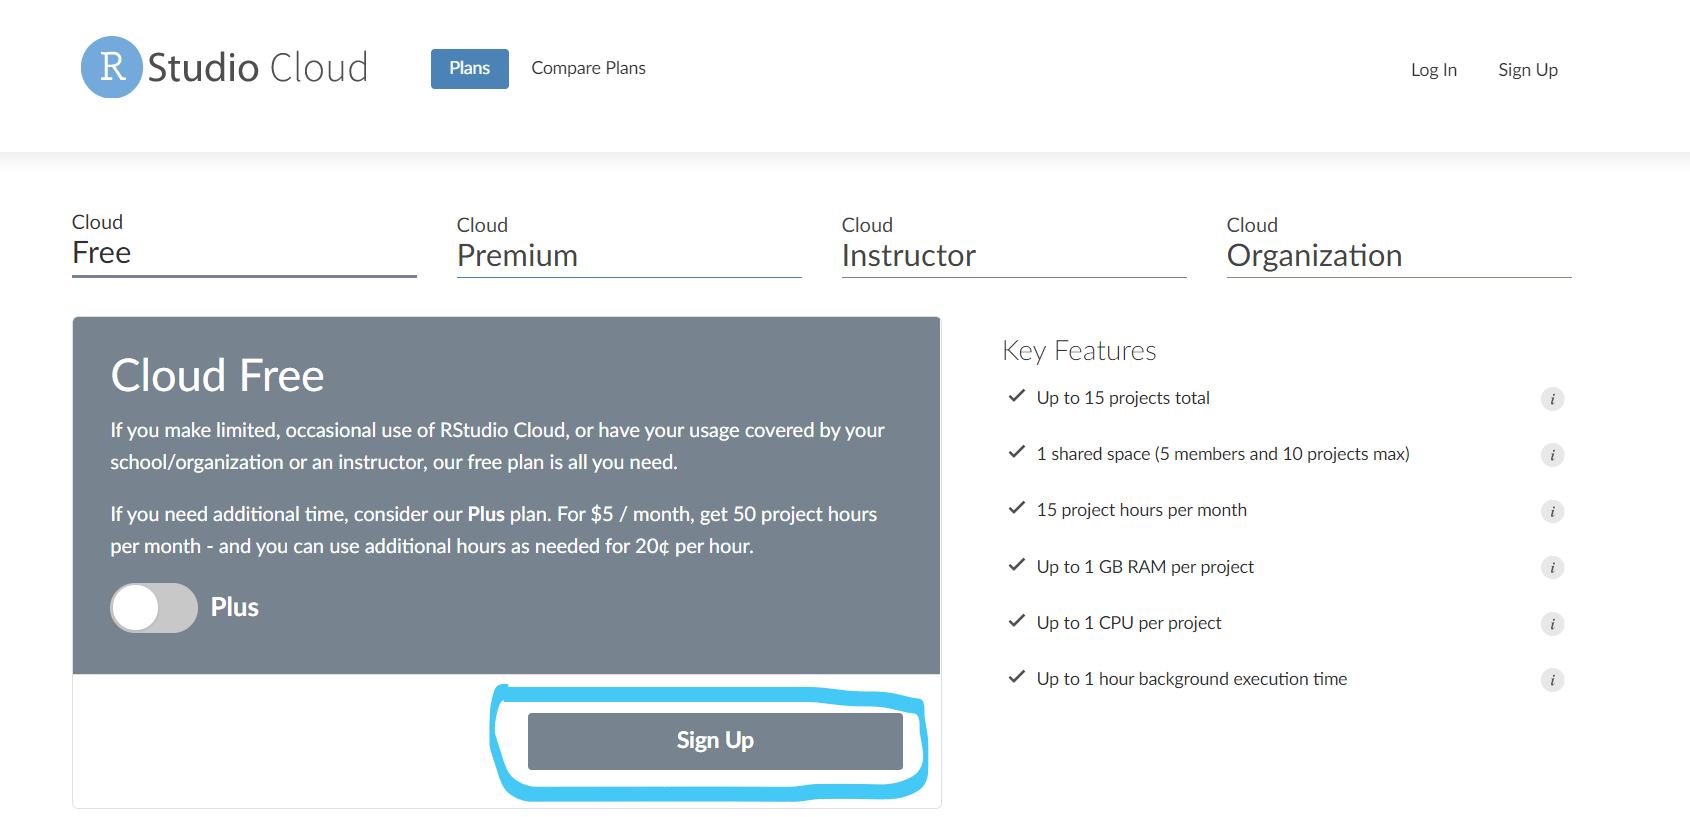 R Studio Cloud
Plans
Compare Plans
Log In
Sign Up
Cloud
Free
Cloud
Premium
Cloud
Instructor
Cloud
Organization
Cloud Free
If you make limited, occasional use of RStudio Cloud, or have your usage covered by your
school/organization or an instructor, our free plan is all you need.
If you need additional time, consider our Plus plan. For $5 / month, get 50 project hours
per month - and you can use additional hours as needed for 20¢ per hour.
Plus
Sign Up
Key Features
Up to 15 projects total
i
1 shared space (5 members and 10 projects max)
i
15 project hours per month
i
Up to 1 GB RAM per project
i
Up to 1 CPU per project
i
Up to 1 hour background execution time
i